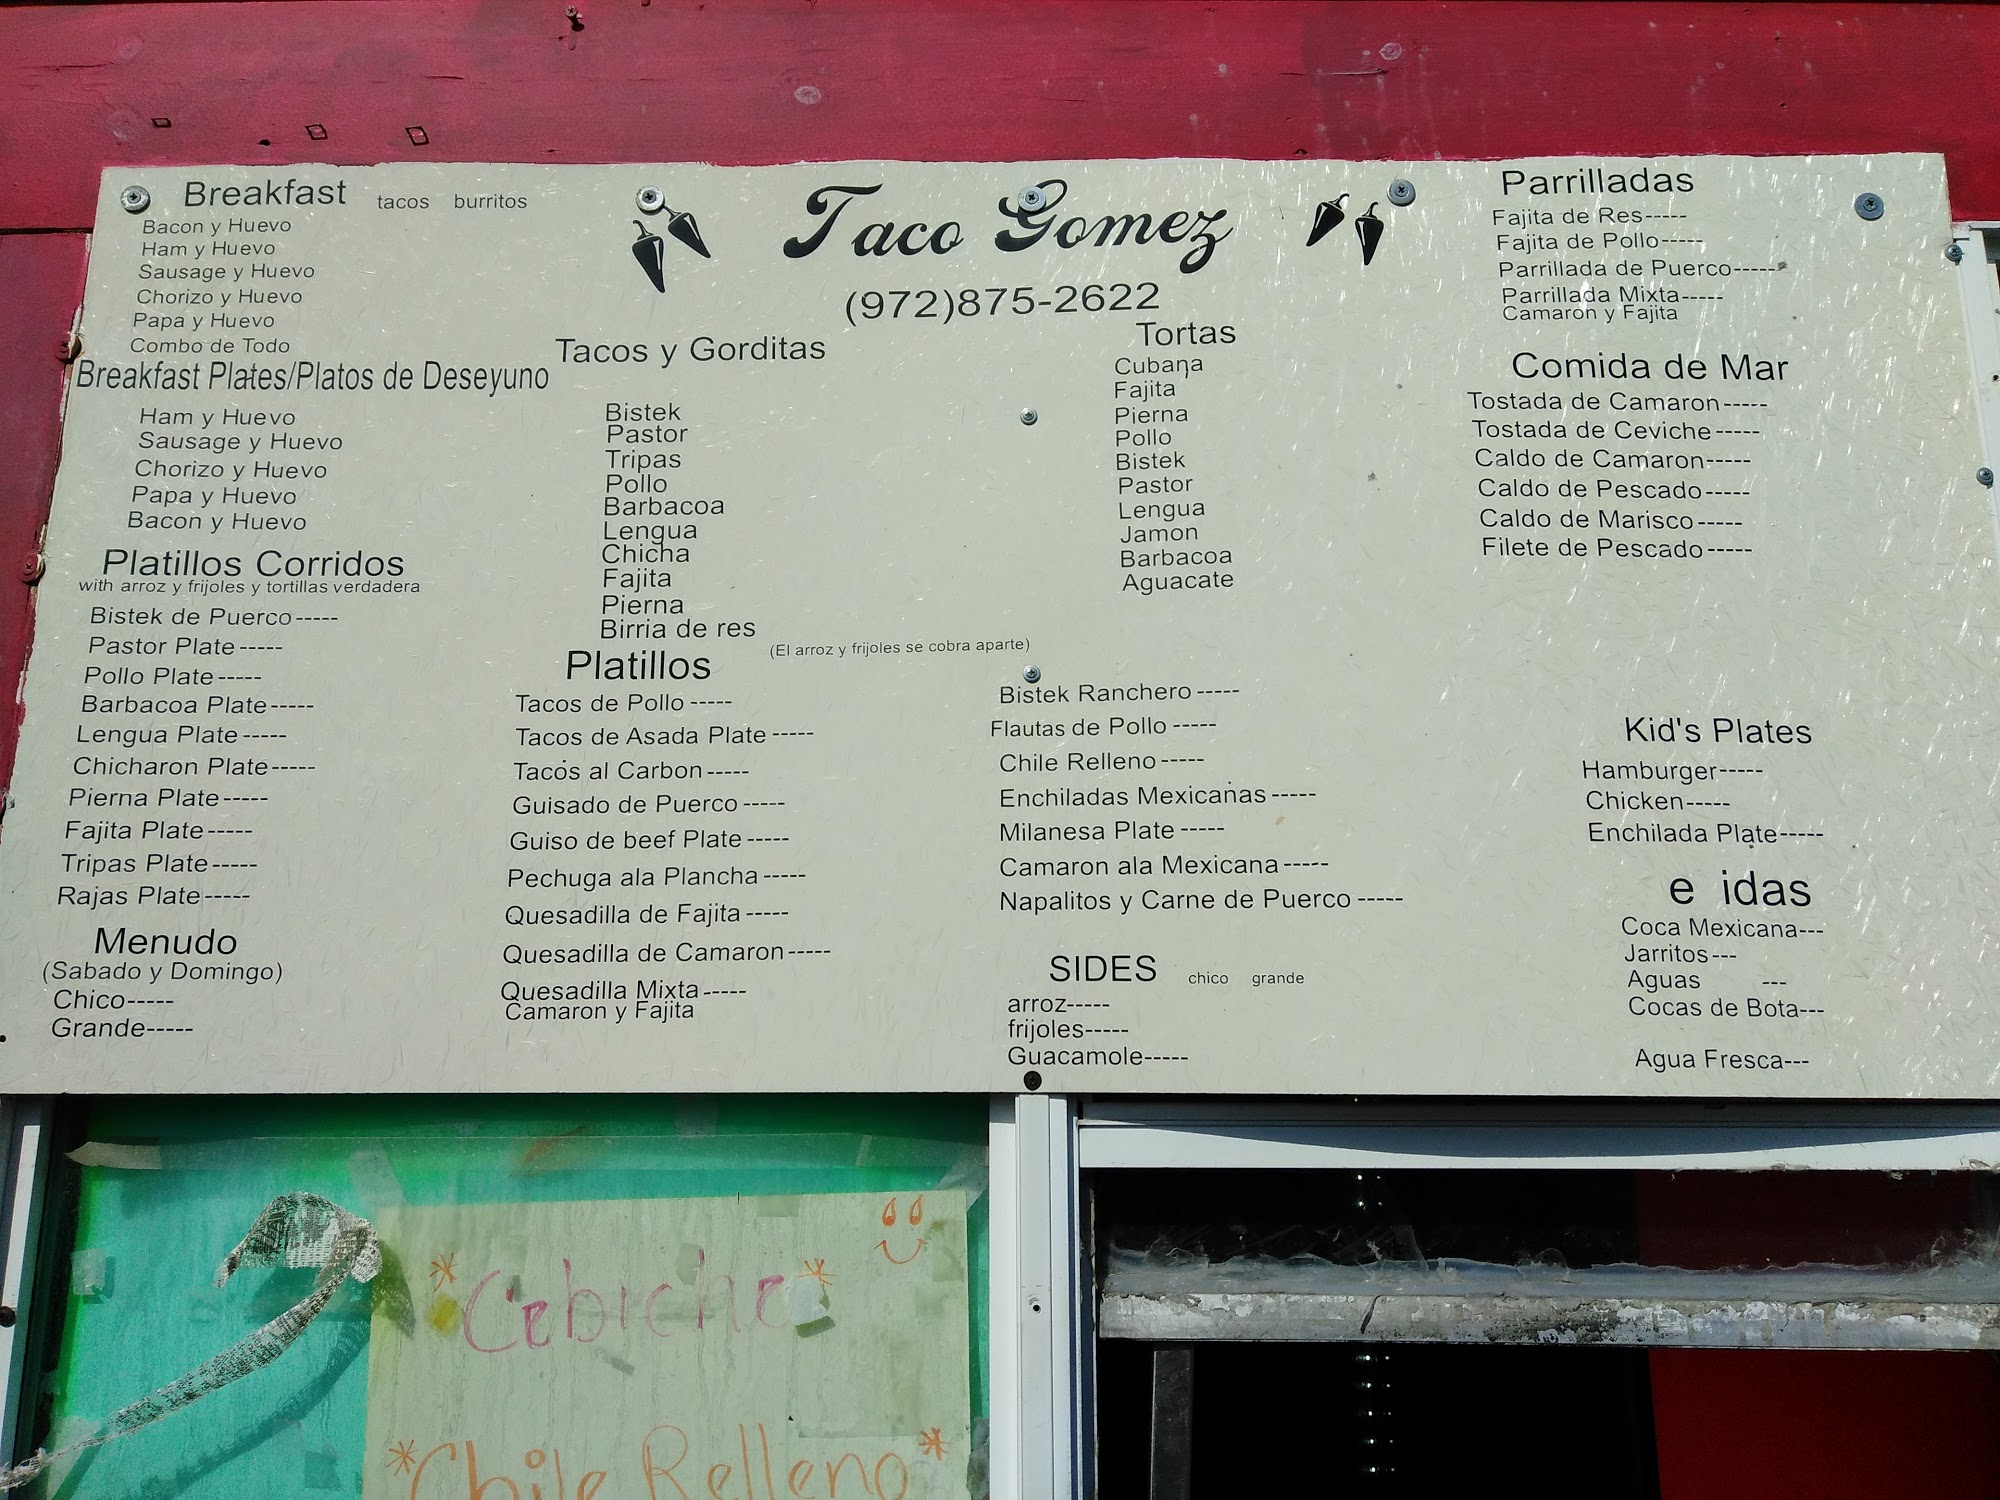 Breakfast tacos burritos
Bacon y Huevo
Ham y Huevo
Sausage y Huevo
Chorizo y Huevo
Papa y Huevo
Combo de Todo
Breakfast Plates/Platos de Deseyuno
Ham y Huevo
Sausage y Huevo
Chorizo y Huevo
Papa y Huevo
Bacon y Huevo
Platillos Corridos
with arroz y frijoles y tortillas verdadera
Bistek de Puerco-----
Pastor Plate-----
Pollo Plate-----
Barbacoa Plate-----
Lengua Plate-----
Chicharon Plate-----
Pierna Plate-----
Fajita Plate-----
Tripas Plate-----
Rajas Plate-----
Menudo
(Sabado y Domingo)
Chico-----
Grande-----
Taco Gomez
(972)875-2622
Tacos y Gorditas
Bistek
Pastor
Tripas
Pollo
Barbacoa
Lengua
Chicha
Fajita
Pierna
Birria de res
Tortas
Cubana
Fajita
Pierna
Pollo
Bistek
Pastor
Lengua
Jamon
Barbacoa
Aguacate
Platillos (El arroz y frijoles se cobra aparte)
Tacos de Pollo-----
Tacos de Asada Plate-----
Tacos al Carbon-----
Guisado de Puerco-----
Guiso de beef Plate-----
Pechuga ala Plancha-----
Quesadilla de Fajita-----
Quesadilla de Camaron-----
Quesadilla Mixta-----
Camaron y Fajita
Bistek Ranchero-----
Flautas de Pollo-----
Chile Relleno-----
Enchiladas Mexicanas-----
Milanesa Plate-----
Camaron ala Mexicana-----
Napalitos y Carne de Puerco-----
SIDES chico grande
arroz-----
frijoles-----
Guacamole-----
Parrilladas
Fajita de Res-----
Fajita de Pollo-----
Parrillada de Puerco-----
Parrillada Mixta-----
Camaron y Fajita
Comida de Mar
Tostada de Camaron-----
Tostada de Ceviche-----
Caldo de Camaron-----
Caldo de Pescado-----
Caldo de Marisco-----
Filete de Pescado-----
Kid's Plates
Hamburger-----
Chicken-----
Enchilada Plate-----
e idas
Coca Mexicana---
Jarritos---
Aguas ---
Cocas de Bota---
Agua Fresca---
*Cebiche*
*Chile Relleno*